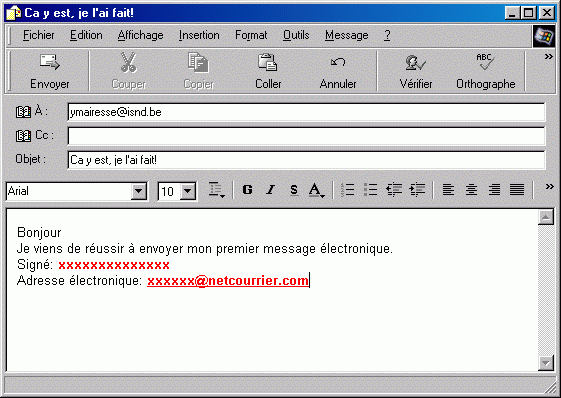 Ca y est, je l'ai fait!
Fichier Edition Affichage Insertion Format Outils Message ?
Envoyer Couper Copier Coller Annuler Vérifier Orthographe »
À :
ymairesse@isnd.be
Cc :
Objet : Ca y est, je l'ai fait!
Arial 10 G I S A »
Bonjour
Je viens de réussir à envoyer mon premier message électronique.
Signé: xxxxxxxxxxxxxx
Adresse électronique: xxxxxx@netcourrier.com